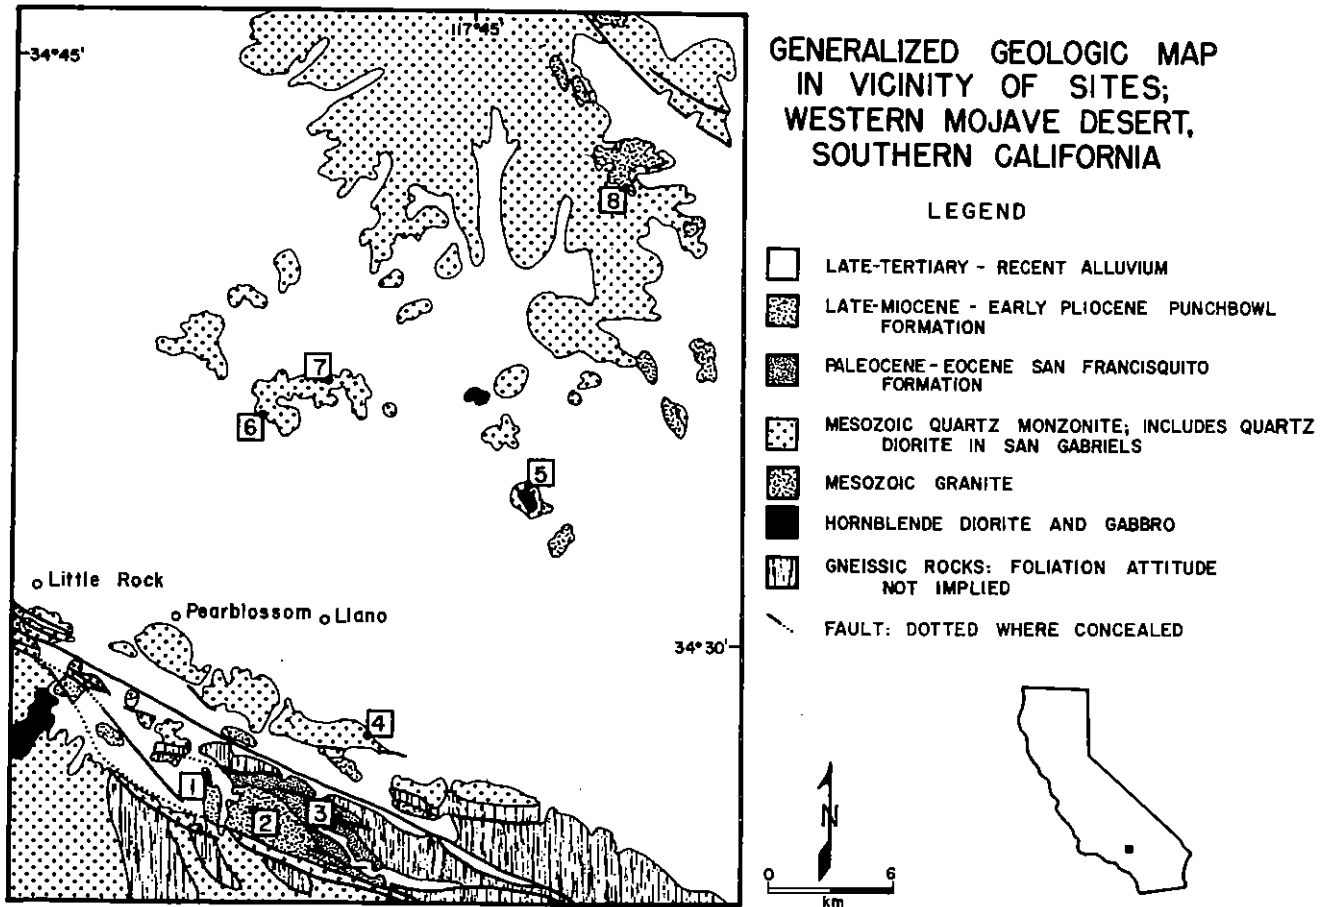 117°45'
34°45'
8
7
6
5
Little Rock
Pearblossom
Llano
34°30'
4
1
2
3
GENERALIZED GEOLOGIC MAP
IN VICINITY OF SITES;
WESTERN MOJAVE DESERT,
SOUTHERN CALIFORNIA
LEGEND
LATE-TERTIARY - RECENT ALLUVIUM
LATE-MIOCENE - EARLY PLIOCENE PUNCHBOWL
FORMATION
PALEOCENE-EOCENE SAN FRANCISQUITO
FORMATION
MESOZOIC QUARTZ MONZONITE; INCLUDES QUARTZ
DIORITE IN SAN GABRIELS
MESOZOIC GRANITE
HORNBLENDE DIORITE AND GABBRO
GNEISSIC ROCKS: FOLIATION ATTITUDE
NOT IMPLIED
FAULT: DOTTED WHERE CONCEALED
N
0 6
km